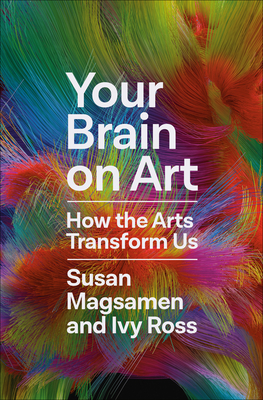 Your
Brain
on Art
How the Arts
Transform Us
Susan
Magsamen
and Ivy Ross